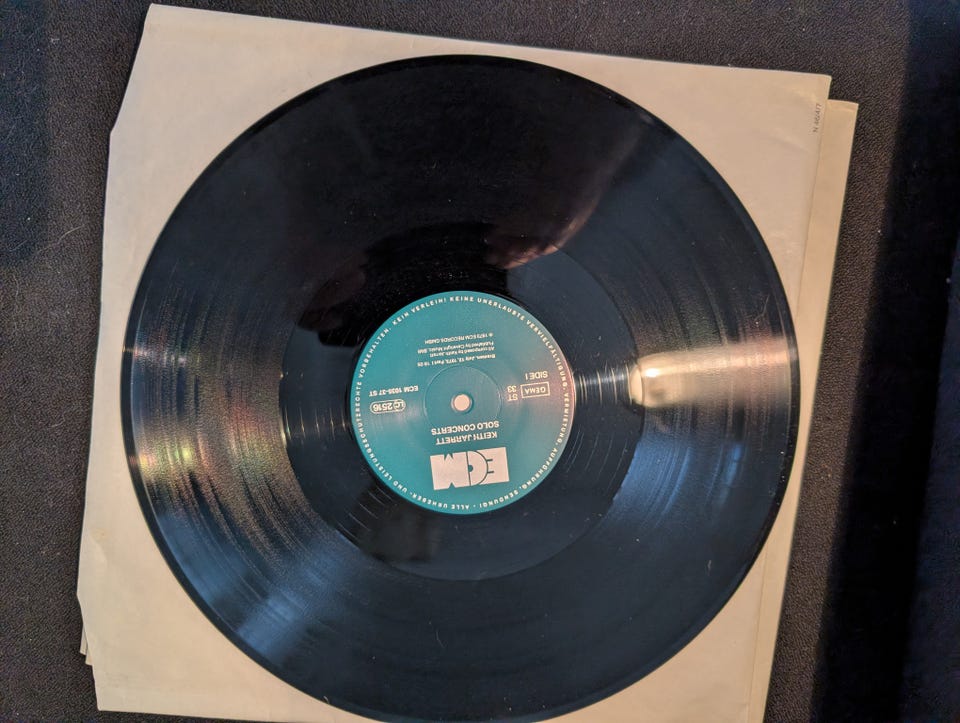 ECM
KEITH JARRETT
SOLO CONCERTS
GEMA
ST
33
SIDE I
LC 2516
ECM 1035-37 ST
Bremen, July 12, 1973, Part I 18:05
All composed by Keith Jarrett
Published by Cavelight Music, BMI
℗ 1973 ECM RECORDS GMBH
· ALLE URHEBER- UND LEISTUNGSSCHUTZRECHTE VORBEHALTEN. KEIN VERLEIH! KEINE UNERLAUBTE VERVIELFÄLTIGUNG, VERMIETUNG, AUFFÜHRUNG, SENDUNG!